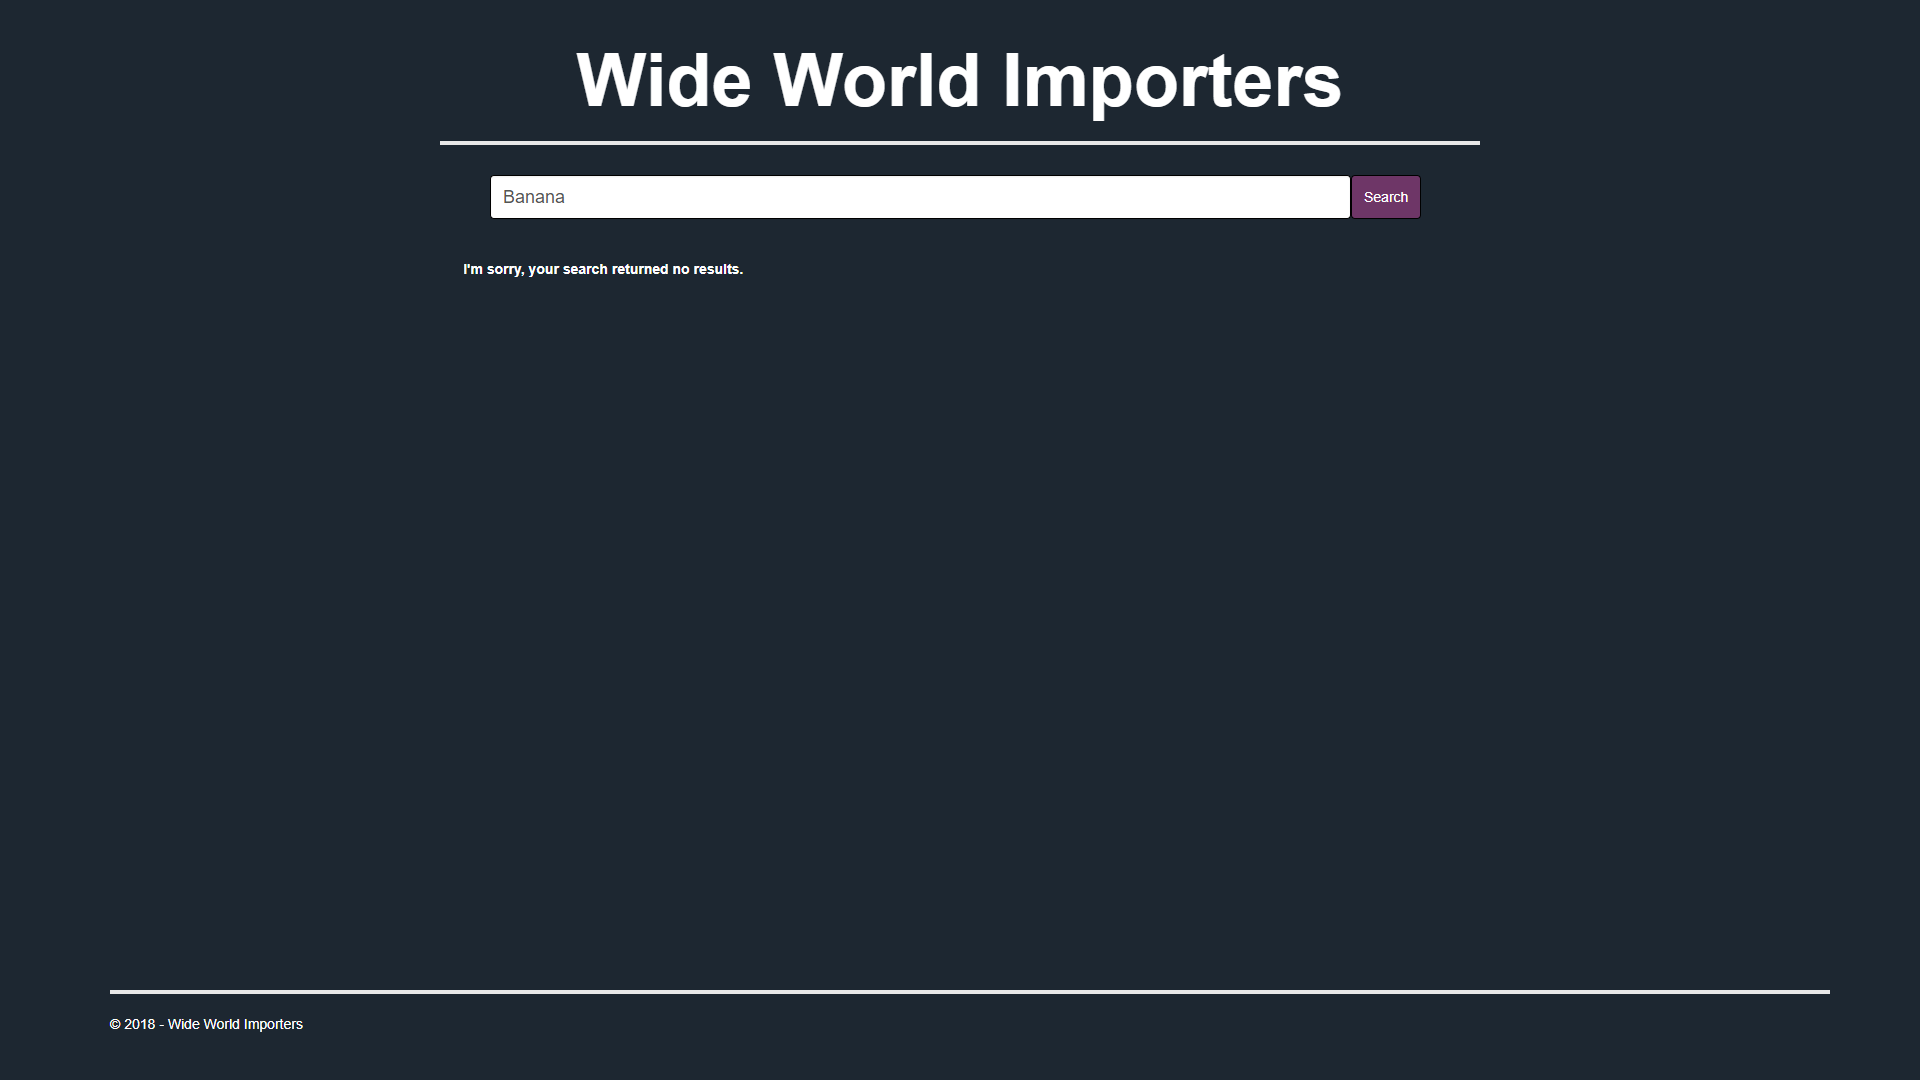 Wide World Importers
Banana
Search
I'm sorry, your search returned no results.
© 2018 - Wide World Importers